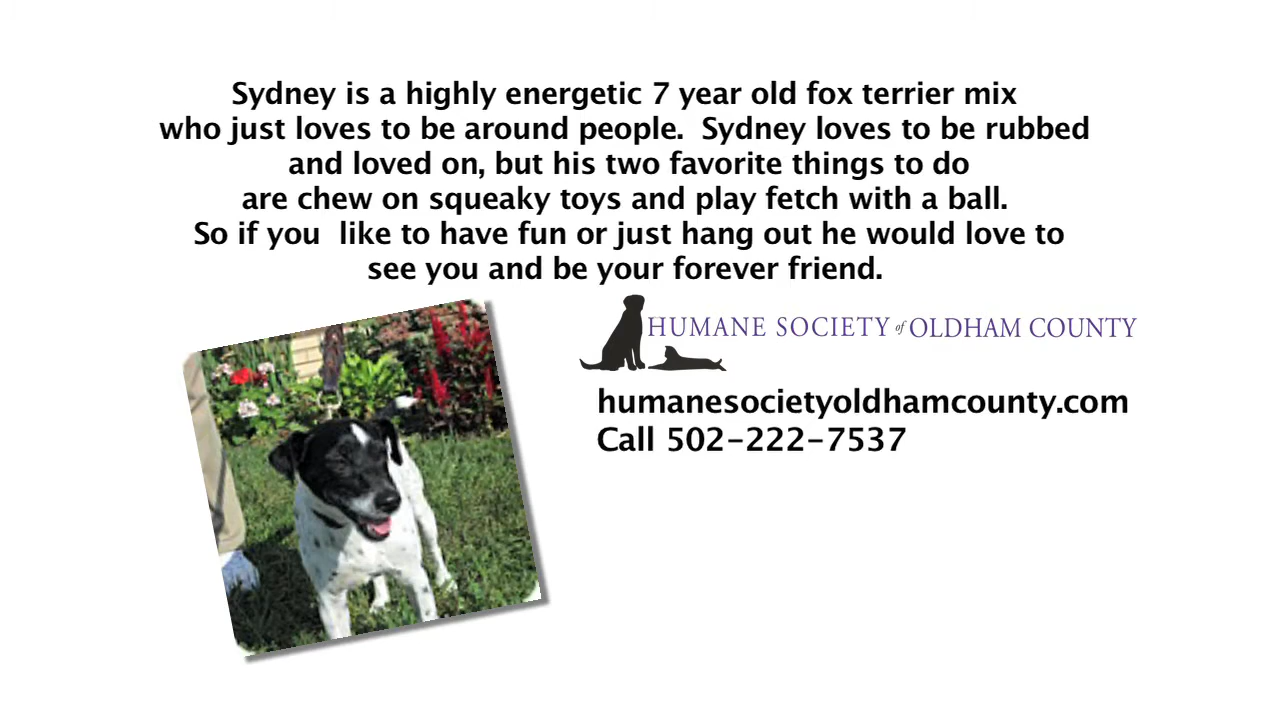 Sydney is a highly energetic 7 year old fox terrier mix
who just loves to be around people.  Sydney loves to be rubbed
and loved on, but his two favorite things to do
are chew on squeaky toys and play fetch with a ball.
So if you  like to have fun or just hang out he would love to
see you and be your forever friend.
HUMANE SOCIETY of OLDHAM COUNTY
humanesocietyoldhamcounty.com
Call 502-222-7537